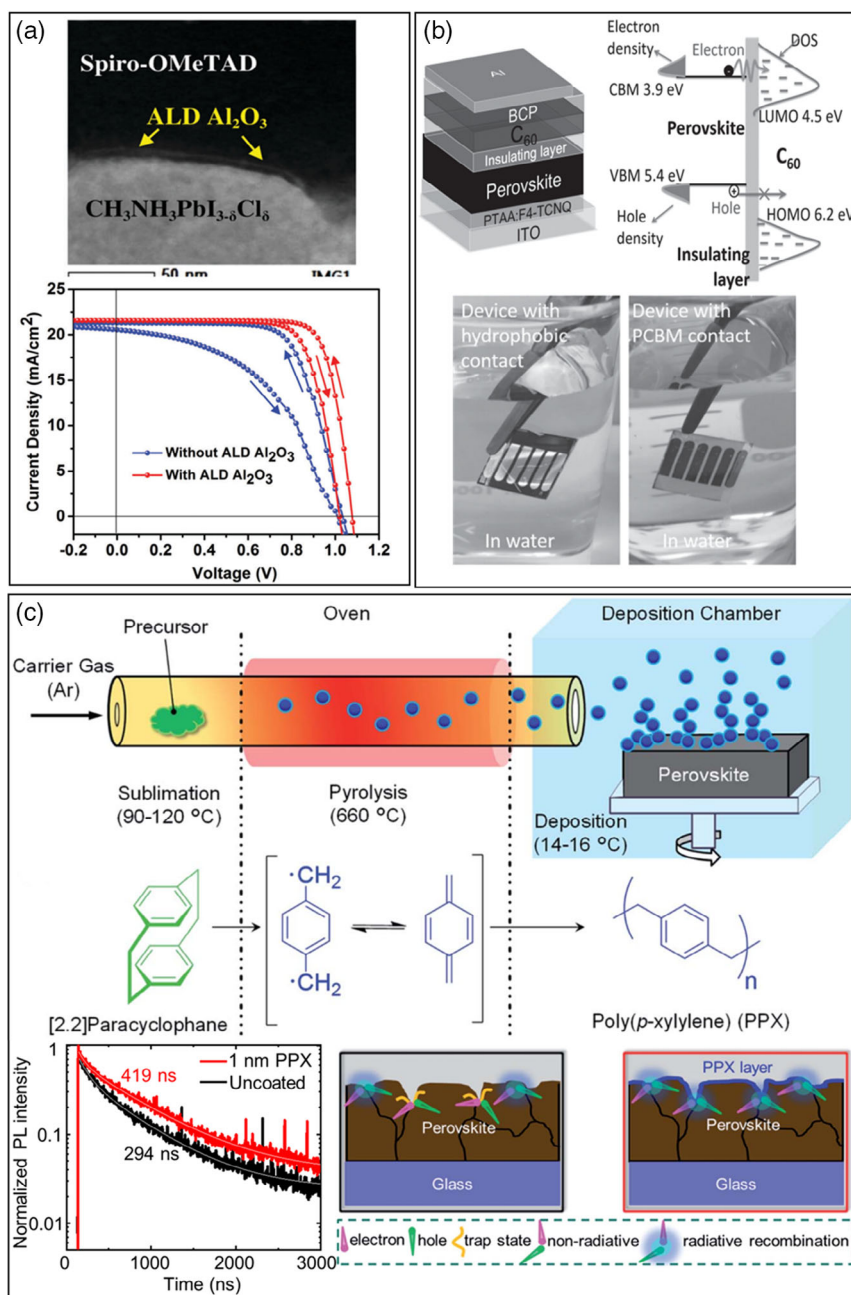 (a)
Spiro-OMeTAD
ALD Al2O3
CH3NH3PbI3-δClδ
50 nm
IMG1
Current Density (mA/cm2)
25
20
15
10
5
0
Without ALD Al2O3
With ALD Al2O3
-0.2 0.0 0.2 0.4 0.6 0.8 1.0 1.2
Voltage (V)
(b)
Al
BCP
C60
Insulating layer
Perovskite
PTAA:F4-TCNQ
ITO
Electron
density
Electron
DOS
CBM 3.9 eV
LUMO 4.5 eV
Perovskite
C60
VBM 5.4 eV
Hole
HOMO 6.2 eV
Hole
density
Insulating
layer
Device with
hydrophobic
contact
In water
Device with
PCBM contact
In water
(c)
Precursor
Oven
Deposition Chamber
Carrier Gas
(Ar)
Perovskite
Sublimation
(90-120 °C)
Pyrolysis
(660 °C)
Deposition
(14-16 °C)
·CH2
·CH2
n
[2.2]Paracyclophane
Poly(p-xylylene) (PPX)
Normalized PL intensity
1
0.1
0.01
1 nm PPX
Uncoated
419 ns
294 ns
0 1000 2000 3000
Time (ns)
Perovskite
Glass
PPX layer
Perovskite
Glass
electron hole trap state non-radiative radiative recombination